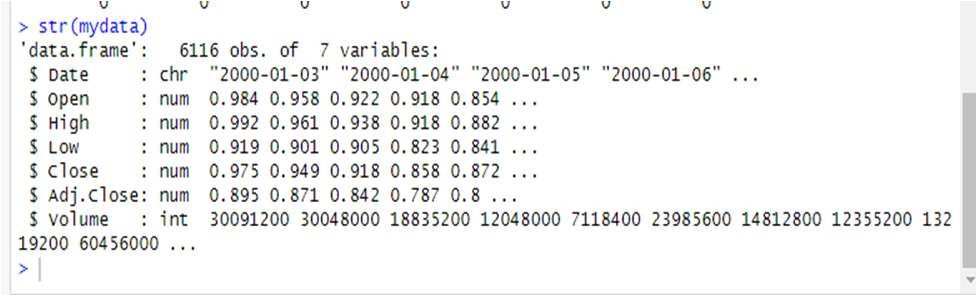 > str(mydata)
'data.frame':   6116 obs. of  7 variables:
 $ Date     : chr  "2000-01-03" "2000-01-04" "2000-01-05" "2000-01-06" ...
 $ Open     : num  0.984 0.958 0.922 0.918 0.854 ...
 $ High     : num  0.992 0.961 0.938 0.918 0.882 ...
 $ Low      : num  0.919 0.901 0.905 0.823 0.841 ...
 $ Close    : num  0.975 0.949 0.918 0.858 0.872 ...
 $ Adj.Close: num  0.895 0.871 0.842 0.787 0.8 ...
 $ Volume   : int  30091200 30048000 18835200 12048000 7118400 23985600 14812800 12355200 132
19200 60456000 ...
>